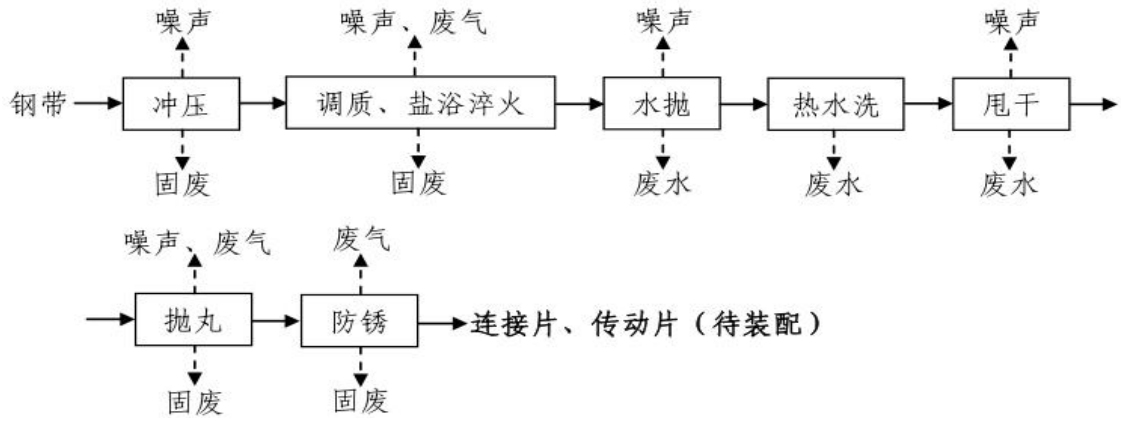 噪声 噪声、废气 噪声 噪声
钢带 冲压 调质、盐浴淬火 水抛 热水洗 甩干
固废 固废 废水 废水 废水
噪声、废气 废气
抛丸 防锈 连接片、传动片（待装配）
固废 固废